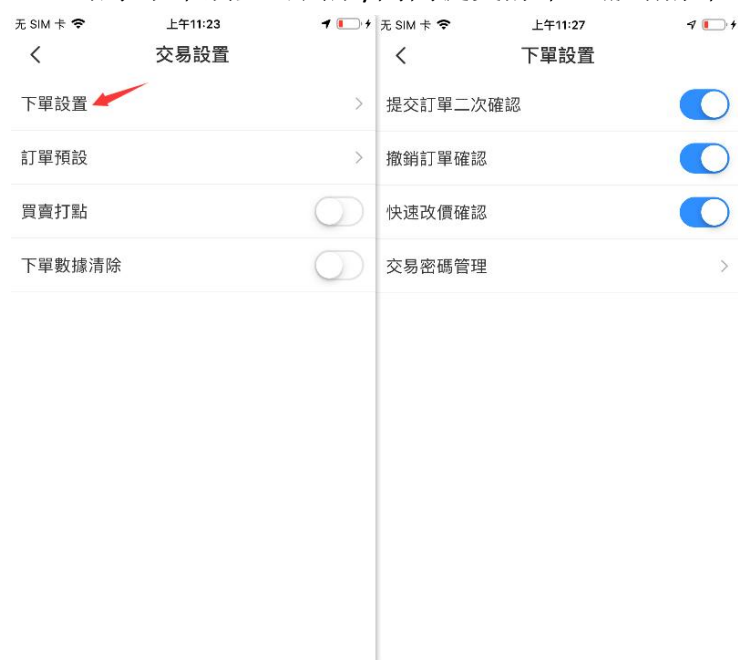 无 SIM 卡
上午11:23
交易設置
下單設置
訂單預設
買賣打點
下單數據清除
无 SIM 卡
上午11:27
下單設置
提交訂單二次確認
撤銷訂單確認
快速改價確認
交易密碼管理